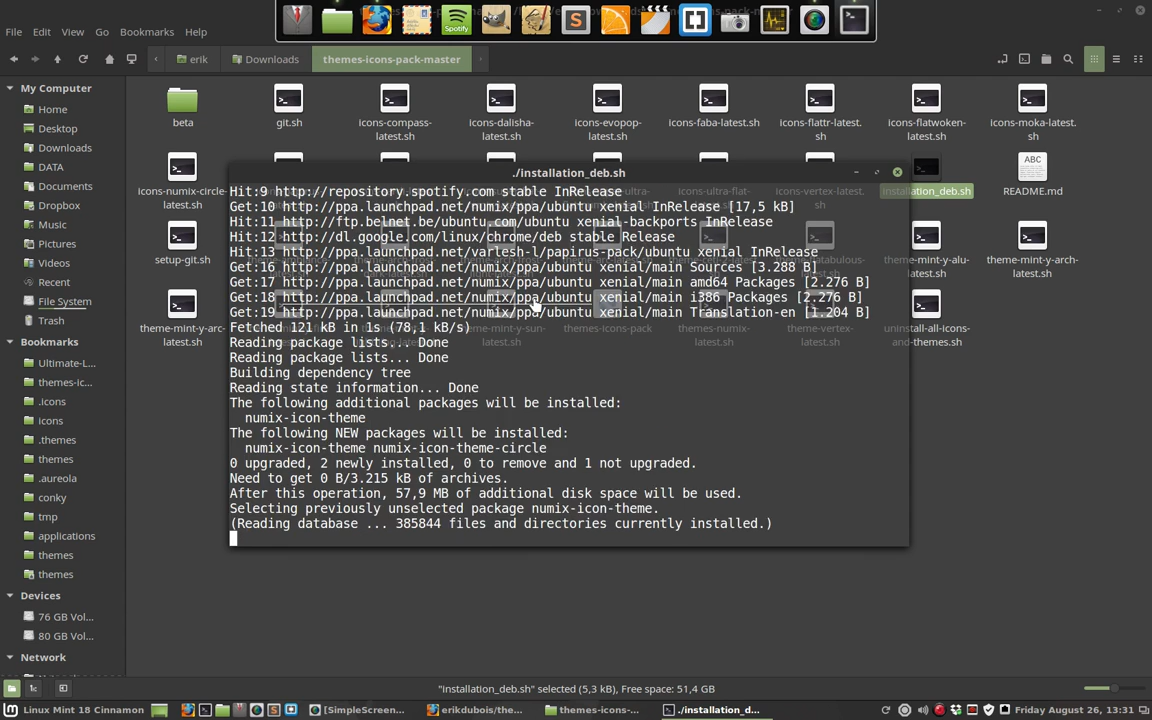 Spotify
File Edit View Go Bookmarks Help
erik
Downloads
themes-icons-pack-master
My Computer
Home
Desktop
Downloads
DATA
Documents
Dropbox
Music
Pictures
Videos
Recent
File System
Trash
Bookmarks
Ultimate-L...
themes-ic...
.icons
icons
.themes
themes
.aureola
conky
tmp
applications
themes
themes
Devices
76 GB Vol...
80 GB Vol...
Network
beta
git.sh
icons-compass-
latest.sh
icons-dalisha-
latest.sh
icons-evopop-
latest.sh
icons-faba-latest.sh
icons-flattr-latest.
sh
icons-flatwoken-
latest.sh
icons-moka-latest.
sh
icons-numix-circle-
latest.sh
installation_deb.sh
README.md
setup-git.sh
theme-mint-y-alu-
latest.sh
theme-mint-y-arch-
latest.sh
theme-mint-y-arc-
latest.sh
uninstall-all-icons-
and-themes.sh
./installation_deb.sh
Hit:9 http://repository.spotify.com stable InRelease
Get:10 http://ppa.launchpad.net/numix/ppa/ubuntu xenial InRelease [17,5 kB]
Hit:11 http://ftp.belnet.be/ubuntu.com/ubuntu xenial-backports InRelease
Hit:12 http://dl.google.com/linux/chrome/deb stable Release
Hit:13 http://ppa.launchpad.net/varlesh-l/papirus-pack/ubuntu xenial InRelease
Get:16 http://ppa.launchpad.net/numix/ppa/ubuntu xenial/main Sources [3.288 B]
Get:17 http://ppa.launchpad.net/numix/ppa/ubuntu xenial/main amd64 Packages [2.276 B]
Get:18 http://ppa.launchpad.net/numix/ppa/ubuntu xenial/main i386 Packages [2.276 B]
Get:19 http://ppa.launchpad.net/numix/ppa/ubuntu xenial/main Translation-en [1.204 B]
Fetched 121 kB in 1s (78,1 kB/s)
Reading package lists... Done
Reading package lists... Done
Building dependency tree
Reading state information... Done
The following additional packages will be installed:
numix-icon-theme
The following NEW packages will be installed:
numix-icon-theme numix-icon-theme-circle
0 upgraded, 2 newly installed, 0 to remove and 1 not upgraded.
Need to get 0 B/3.215 kB of archives.
After this operation, 57,9 MB of additional disk space will be used.
Selecting previously unselected package numix-icon-theme.
(Reading database ... 385844 files and directories currently installed.)
"installation_deb.sh" selected (5,3 kB), Free space: 51,4 GB
Linux Mint 18 Cinnamon
[SimpleScreen...
erikdubois/the...
themes-icons-...
./installation_d...
Friday August 26, 13:31